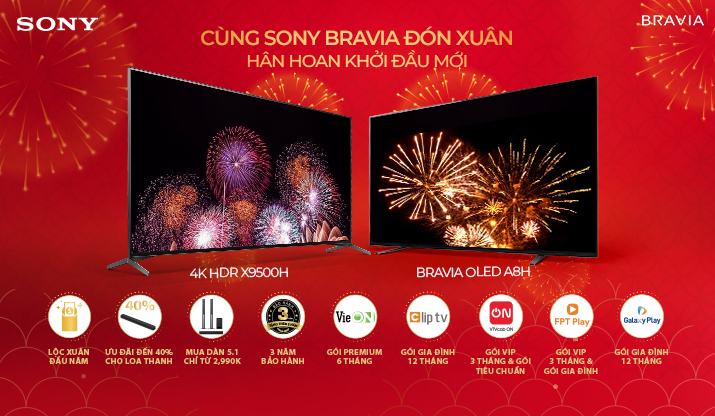 SONY
BRAVIA
CÙNG SONY BRAVIA ĐÓN XUÂN
HÂN HOAN KHỞI ĐẦU MỚI
4K HDR X9500H
BRAVIA OLED A8H
40%
3
VieON
Clip tv
ON
VTVcab ON
FPT Play
Galaxy Play
LỘC XUÂN
ĐẦU NĂM
ƯU ĐÃI ĐẾN 40%
CHO LOA THANH
MUA DÀN 5.1
CHỈ TỪ 2,990K
3 NĂM
BẢO HÀNH
GÓI PREMIUM
6 THÁNG
GÓI GIA ĐÌNH
12 THÁNG
GÓI VIP
3 THÁNG & GÓI
TIÊU CHUẨN
GÓI VIP
3 THÁNG &
GÓI GIA ĐÌNH
GÓI GIA ĐÌNH
12 THÁNG